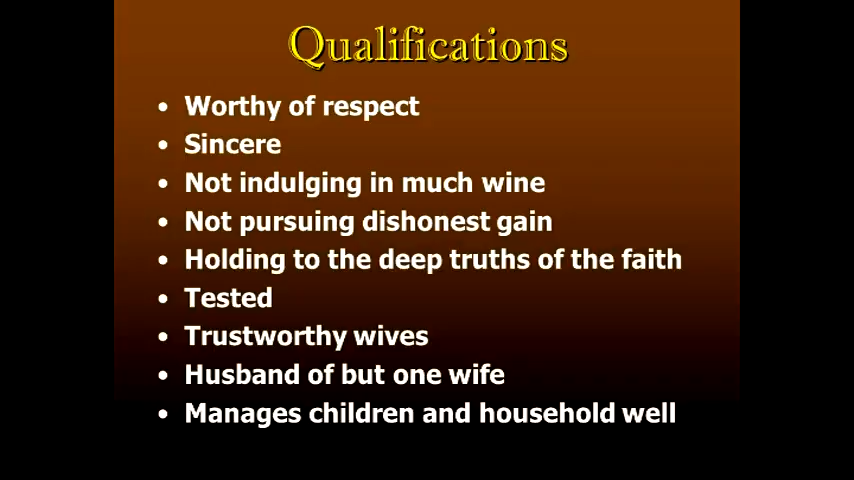 Qualifications
• Worthy of respect
• Sincere
• Not indulging in much wine
• Not pursuing dishonest gain
• Holding to the deep truths of the faith
• Tested
• Trustworthy wives
• Husband of but one wife
• Manages children and household well